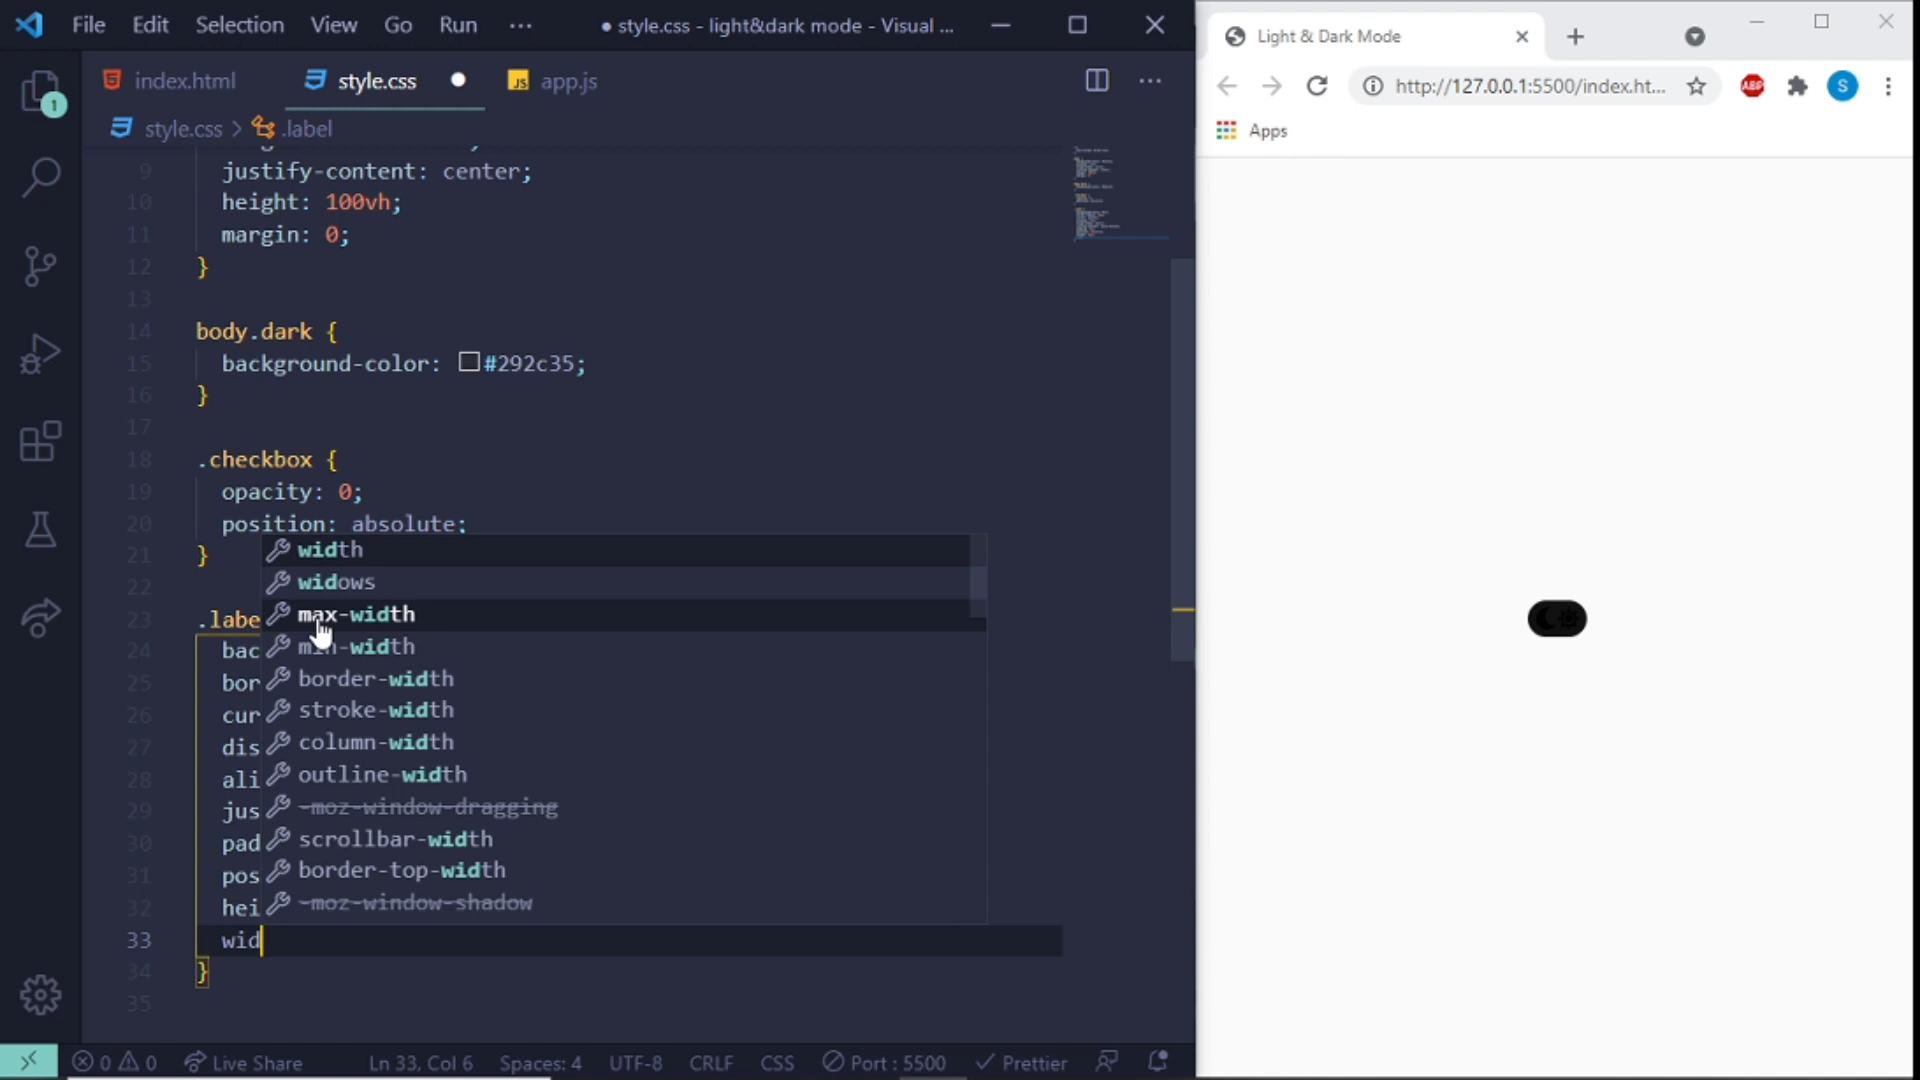 File Edit Selection View Go Run ··· ● style.css - light&dark mode - Visual ...
index.html style.css ● app.js
style.css > .label
9 justify-content: center;
10 height: 100vh;
11 margin: 0;
12 }
13
14 body.dark {
15 background-color: #292c35;
16 }
17
18 .checkbox {
19 opacity: 0;
20 position: absolute;
21 }
22
23 .labe
24 bac
25 bor
26 cur
27 dis
28 ali
29 jus
30 pad
31 pos
32 hei
33 wid
34 }
35
width
widows
max-width
min-width
border-width
stroke-width
column-width
outline-width
-moz-window-dragging
scrollbar-width
border-top-width
-moz-window-shadow
1
0 0 Live Share Ln 33, Col 6 Spaces: 4 UTF-8 CRLF CSS Port : 5500 Prettier
Light & Dark Mode
http://127.0.0.1:5500/index.ht... ABP S
Apps